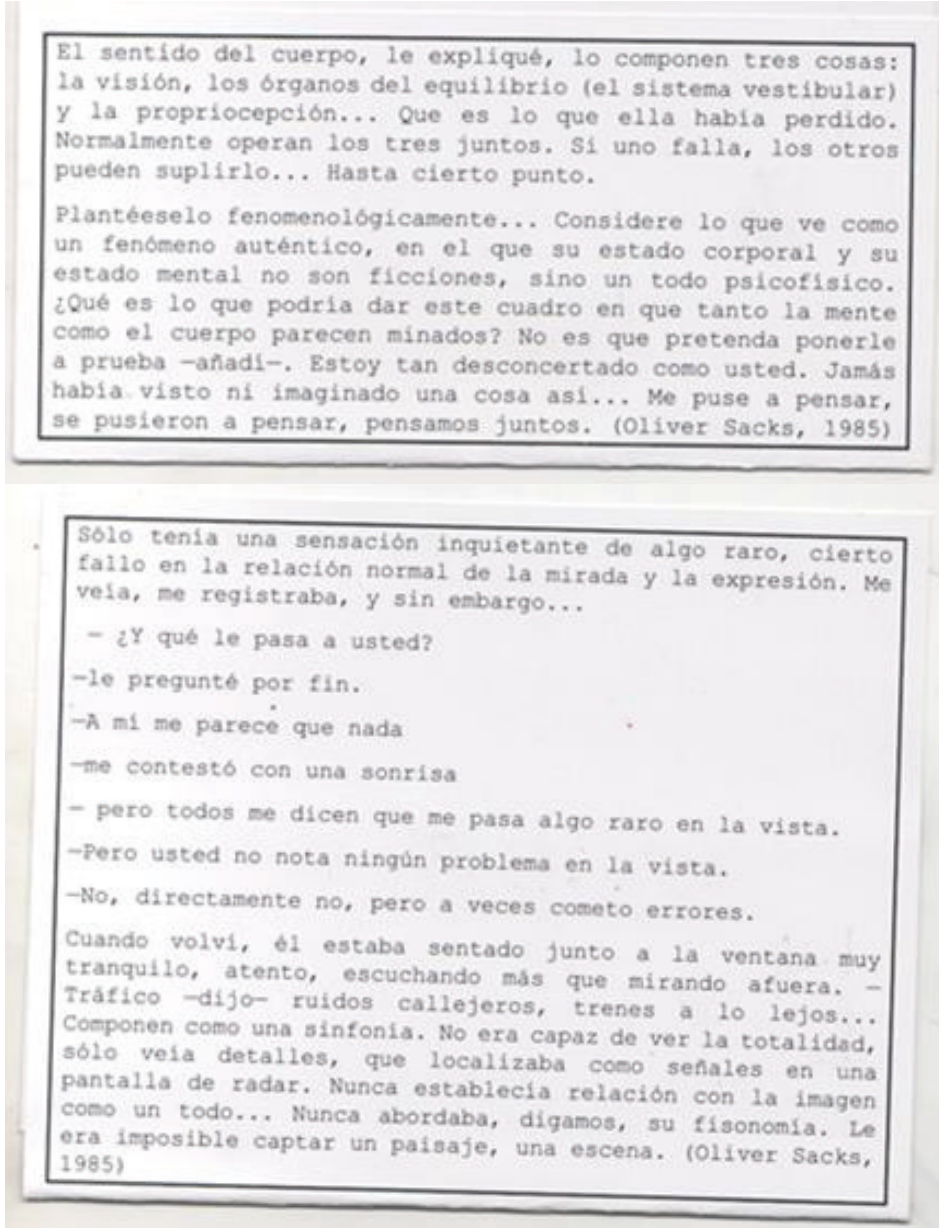 El sentido del cuerpo, le expliqué, lo componen tres cosas:
la visión, los órganos del equilibrio (el sistema vestibular)
y la propriocepción... Que es lo que ella había perdido.
Normalmente operan los tres juntos. Si uno falla, los otros
pueden suplirlo... Hasta cierto punto.
Plantéeselo fenomenológicamente... Considere lo que ve como
un fenómeno auténtico, en el que su estado corporal y su
estado mental no son ficciones, sino un todo psicofísico.
¿Qué es lo que podría dar este cuadro en que tanto la mente
como el cuerpo parecen minados? No es que pretenda ponerle
a prueba —añadí—. Estoy tan desconcertado como usted. Jamás
había visto ni imaginado una cosa así... Me puse a pensar,
se pusieron a pensar, pensamos juntos. (Oliver Sacks, 1985)
Sólo tenía una sensación inquietante de algo raro, cierto
fallo en la relación normal de la mirada y la expresión. Me
veía, me registraba, y sin embargo...
— ¿Y qué le pasa a usted?
—le pregunté por fin.
—A mí me parece que nada
—me contestó con una sonrisa
— pero todos me dicen que me pasa algo raro en la vista.
—Pero usted no nota ningún problema en la vista.
—No, directamente no, pero a veces cometo errores.
Cuando volví, él estaba sentado junto a la ventana muy
tranquilo, atento, escuchando más que mirando afuera. —
Tráfico —dijo— ruidos callejeros, trenes a lo lejos...
Componen como una sinfonía. No era capaz de ver la totalidad,
sólo veía detalles, que localizaba como señales en una
pantalla de radar. Nunca establecía relación con la imagen
como un todo... Nunca abordaba, digamos, su fisonomía. Le
era imposible captar un paisaje, una escena. (Oliver Sacks,
1985)